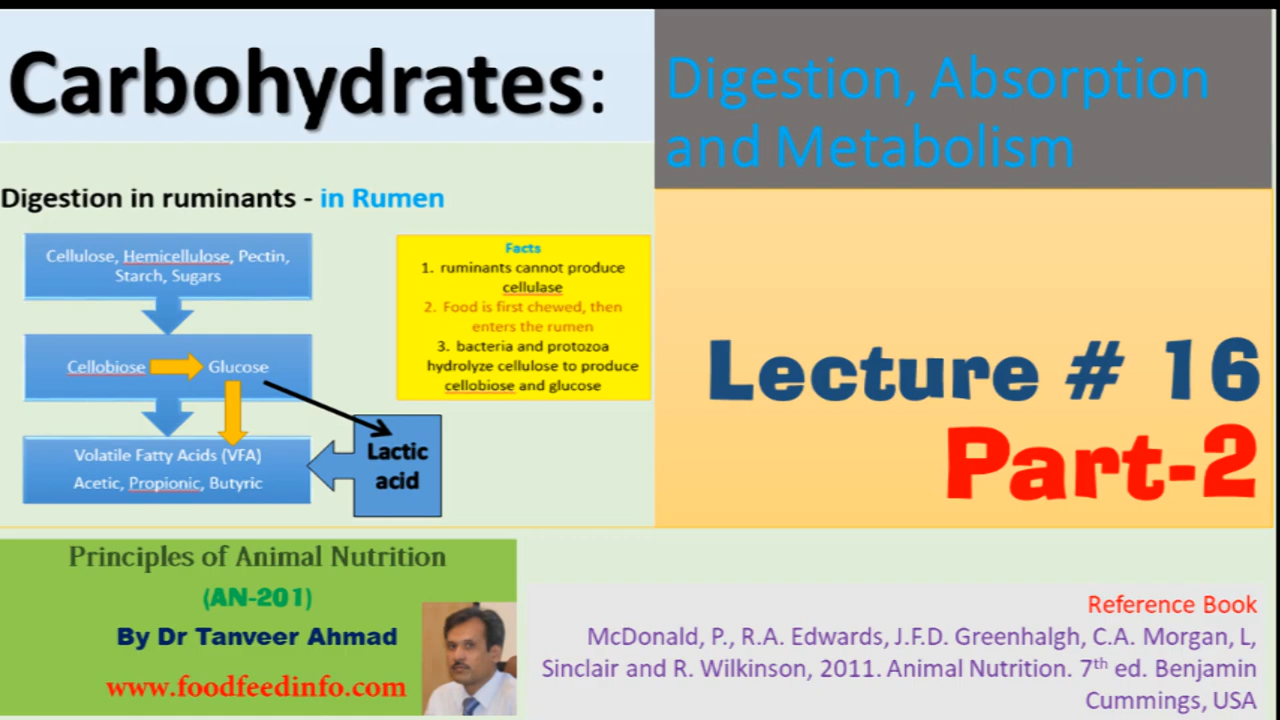 Carbohydrates:
Digestion, Absorption
and Metabolism
Digestion in ruminants - in Rumen
Cellulose, Hemicellulose, Pectin,
Starch, Sugars
Cellobiose
Glucose
Volatile Fatty Acids (VFA)
Acetic, Propionic, Butyric
Lactic
acid
Facts
1. ruminants cannot produce
cellulase
2. Food is first chewed, then
enters the rumen
3. bacteria and protozoa
hydrolyze cellulose to produce
cellobiose and glucose
Lecture # 16
Part-2
Principles of Animal Nutrition
(AN-201)
By Dr Tanveer Ahmad
www.foodfeedinfo.com
Reference Book
McDonald, P., R.A. Edwards, J.F.D. Greenhalgh, C.A. Morgan, L,
Sinclair and R. Wilkinson, 2011. Animal Nutrition. 7th ed. Benjamin
Cummings, USA